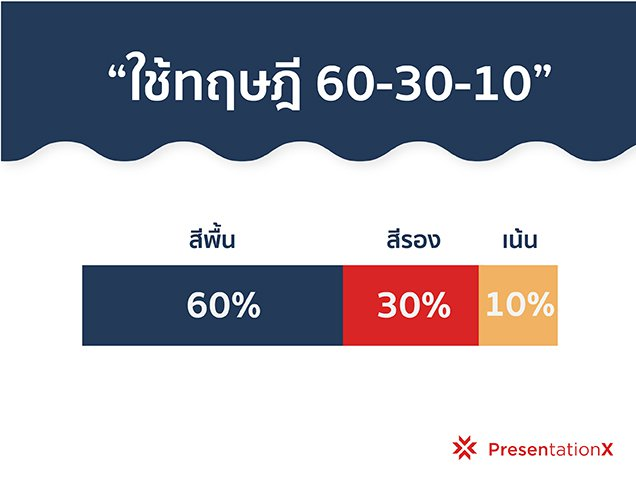 “ใช้ทฤษฎี 60-30-10”
สีพื้น สีรอง เน้น
60% 30% 10%
PresentationX